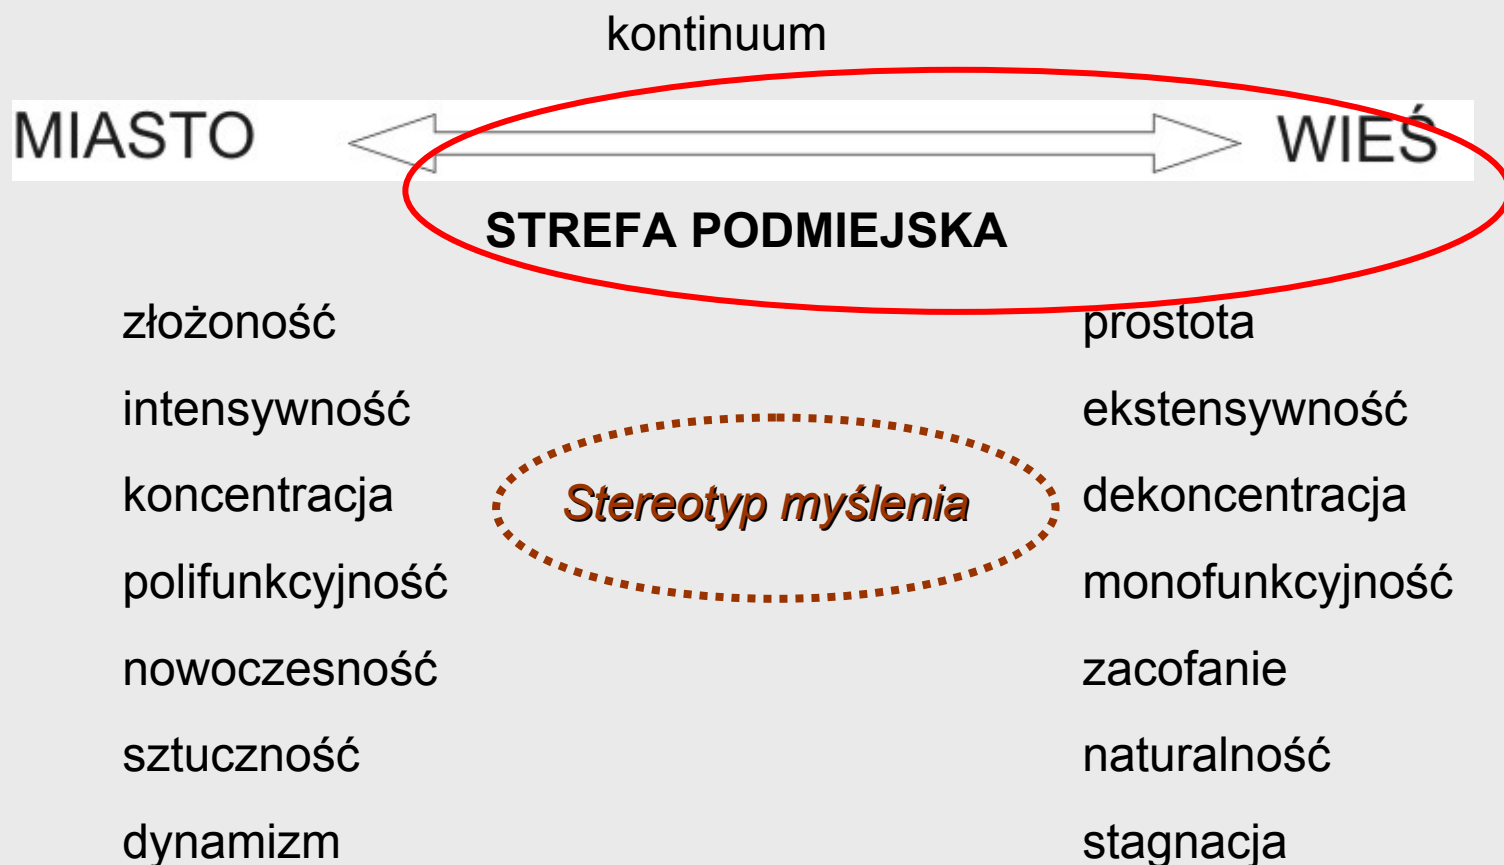 kontinuum
MIASTO WIEŚ
STREFA PODMIEJSKA
złożoność prostota
intensywność ekstensywność
koncentracja Stereotyp myślenia dekoncentracja
polifunkcyjność monofunkcyjność
nowoczesność zacofanie
sztuczność naturalność
dynamizm stagnacja